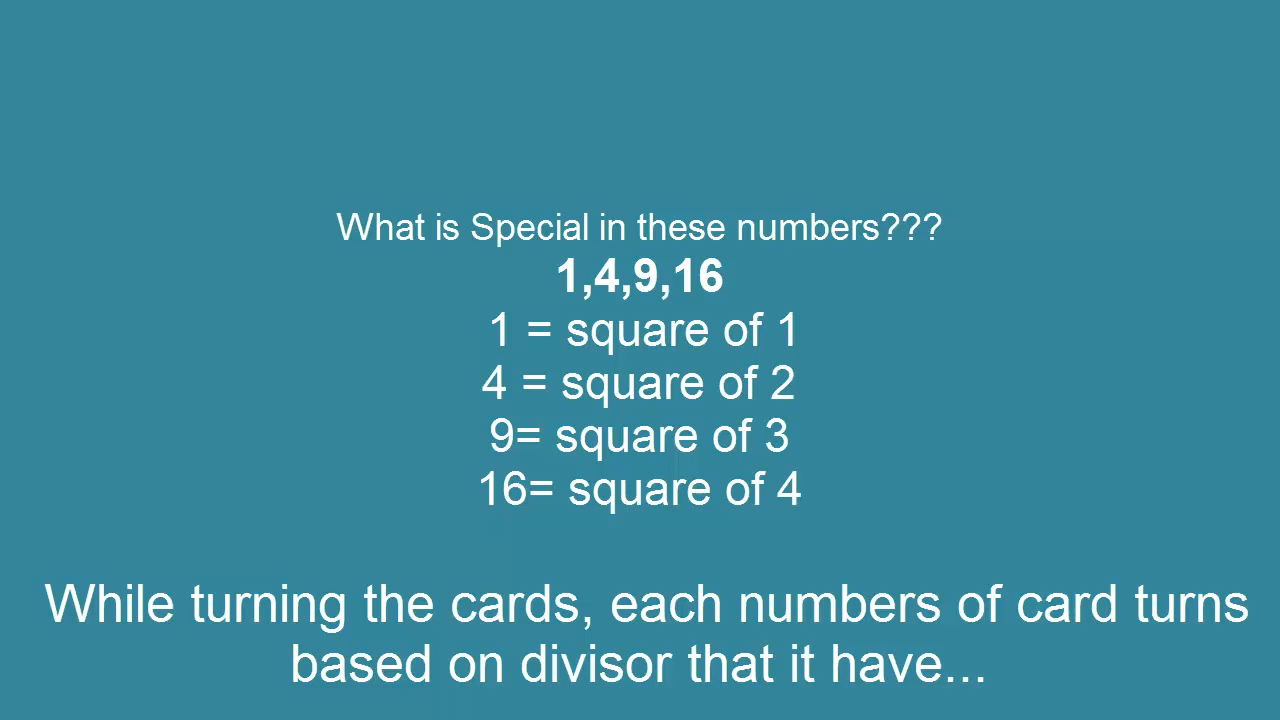 What is Special in these numbers???
1,4,9,16
1 = square of 1
4 = square of 2
9= square of 3
16= square of 4
While turning the cards, each numbers of card turns
based on divisor that it have...